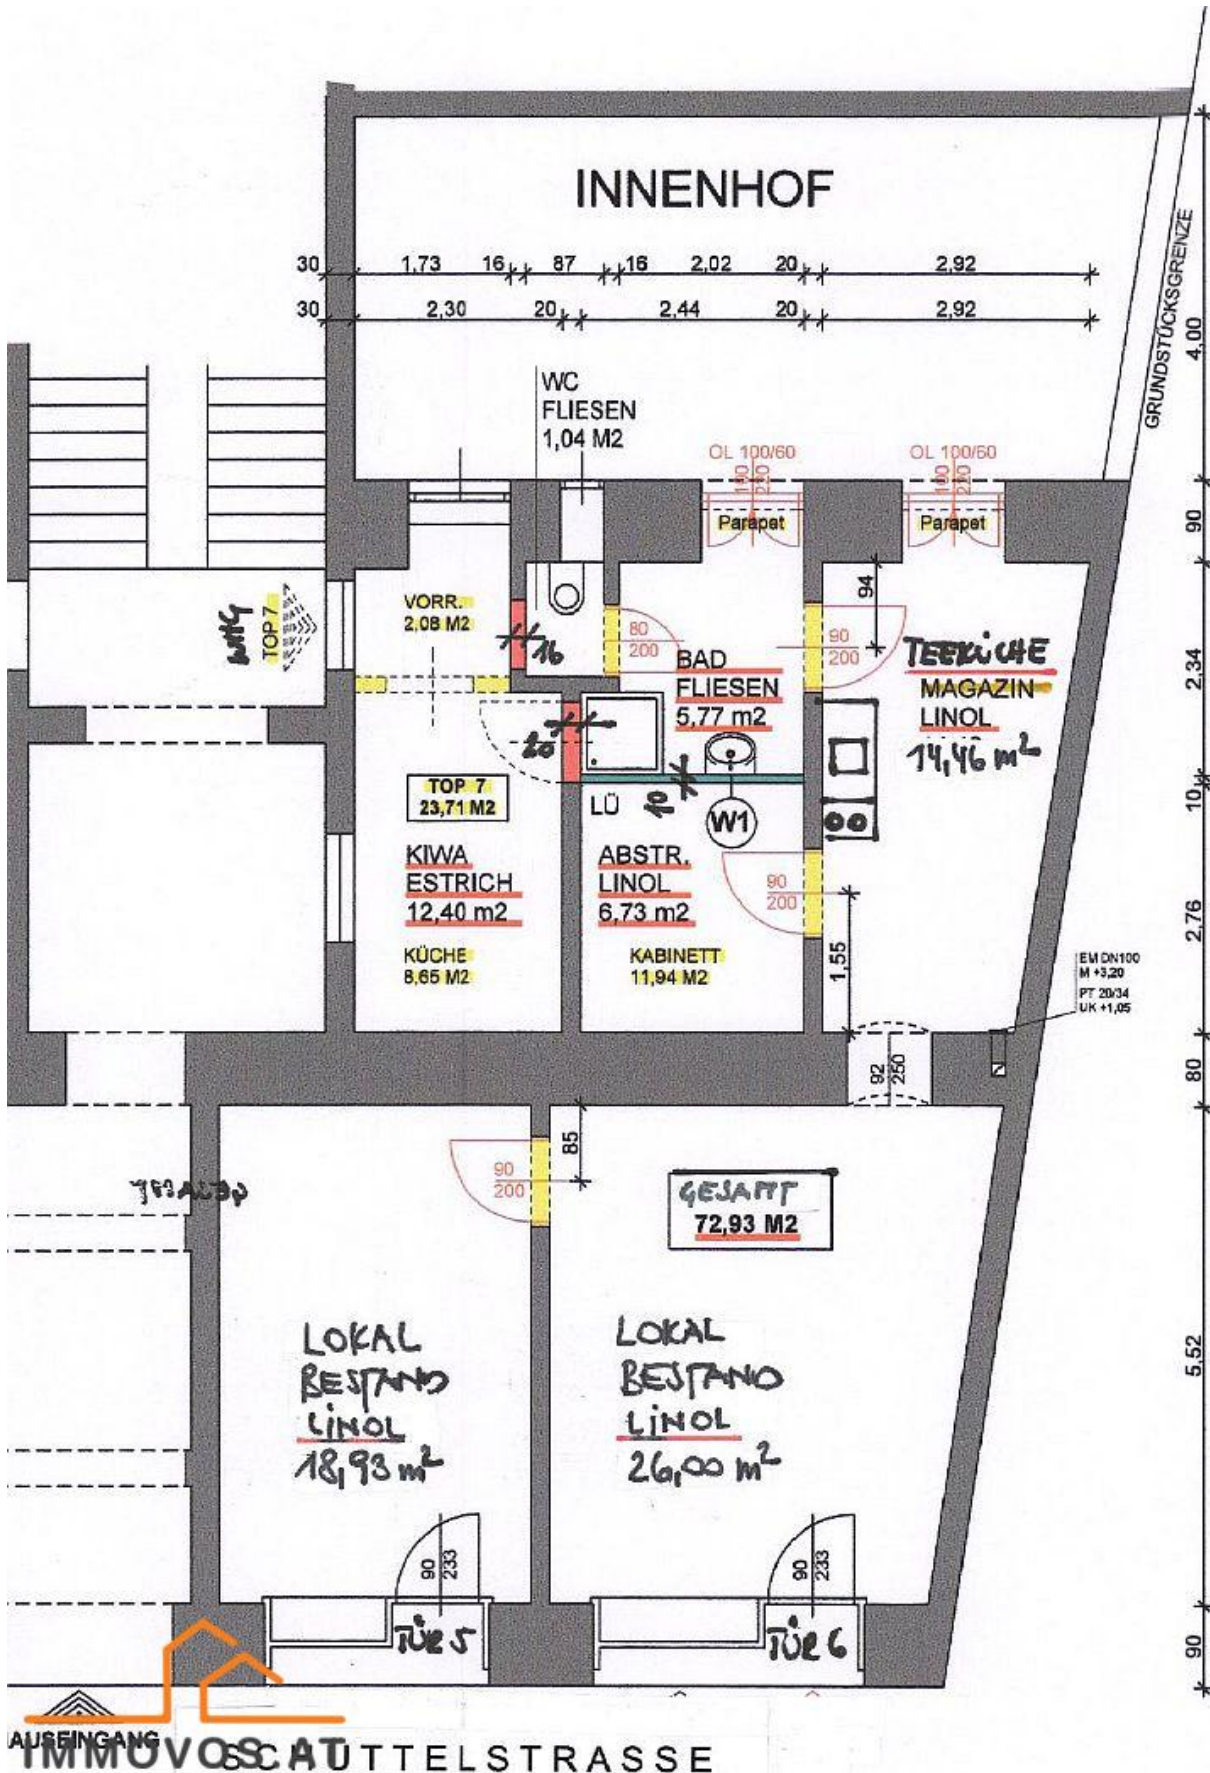 INNENHOF
30 1,73 16 87 16 2,02 20 2,92
30 2,30 20 2,44 20 2,92
GRUNDSTÜCKSGRENZE
4,00
WC
FLIESEN
1,04 M2
OL 100/60
OL 100/60
190
220
190
220
Parapet
Parapet
90
94
VORR.
2,08 M2
TOP 7
16
80
200
90
200
BAD
FLIESEN
5,77 m2
TEEKÜCHE
MAGAZIN
LINOL
14,46 m²
2,34
20
TOP 7
23,71 M2
10
LÜ
W1
10
KIWA
ESTRICH
12,40 m2
ABSTR.
LINOL
6,73 m2
90
200
KÜCHE
8,65 M2
KABINETT
11,94 M2
1,55
2,76
EM DN100
M +3,20
PT 20/34
UK +1,05
92
250
80
85
90
200
GESAMT
72,93 M2
LOKAL
BESTAND
LINOL
18,93 m²
LOKAL
BESTAND
LINOL
26,00 m²
5,52
90
233
90
233
TÜR 5
TÜR 6
90
AUSEINGANG
IMMOVOS.AT
SCHÜTTELSTRASSE